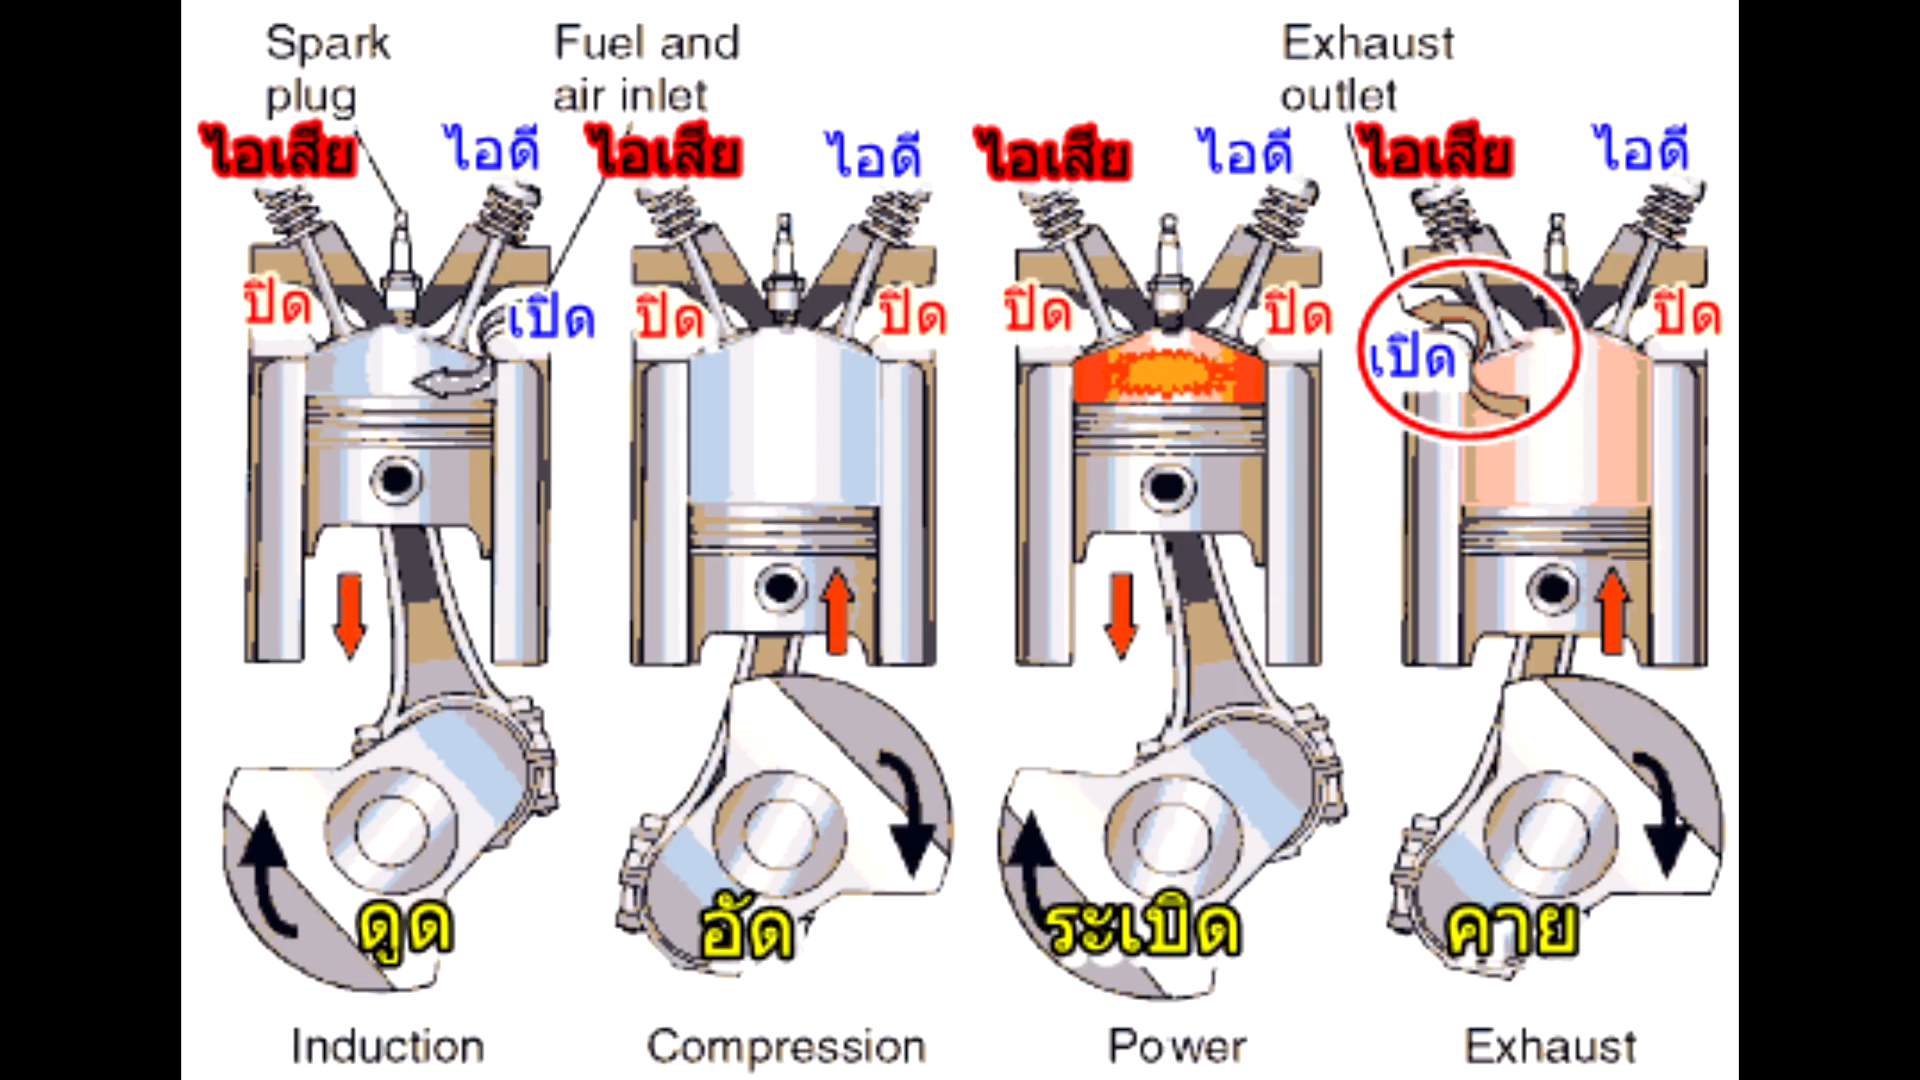 Spark
plug
Fuel and
air inlet
Exhaust
outlet
ไอเสีย
ไอดี
ไอเสีย
ไอดี
ไอเสีย
ไอดี
ไอเสีย
ไอดี
ปิด
เปิด
ปิด
ปิด
ปิด
ปิด
เปิด
ปิด
ดูด
อัด
ระเบิด
คาย
Induction
Compression
Power
Exhaust